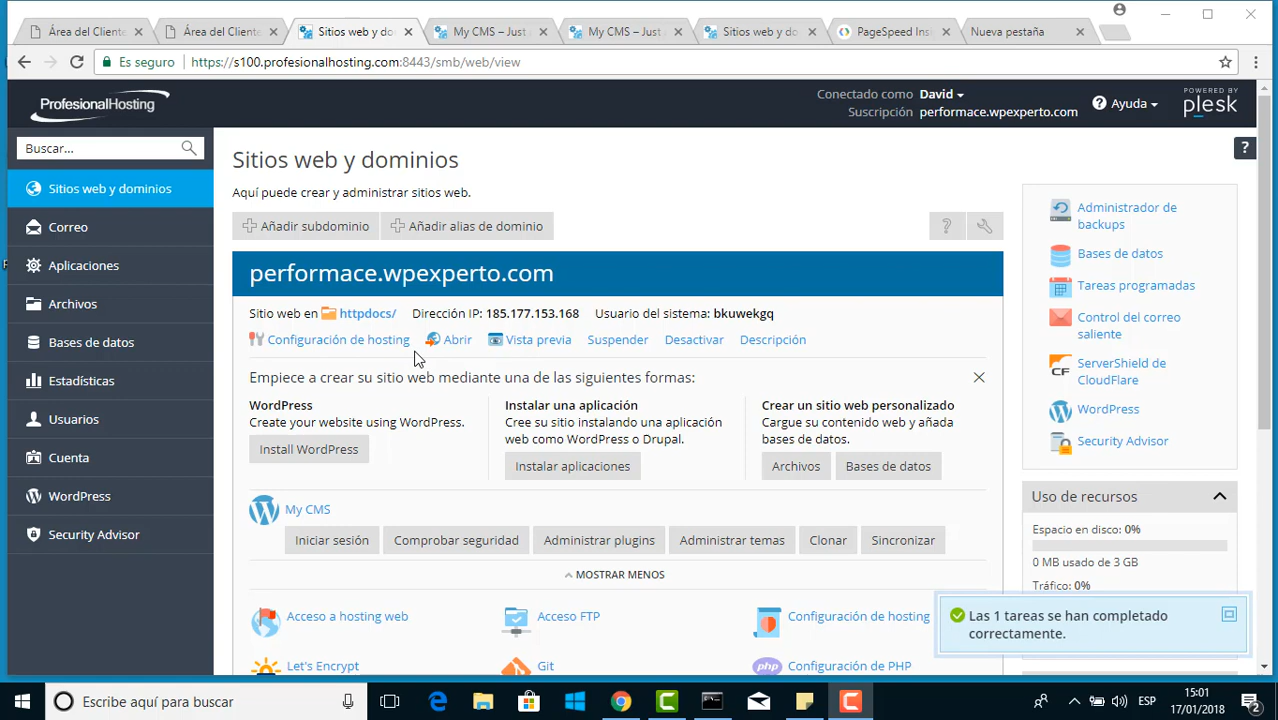 Área del Cliente
Área del Cliente
Sitios web y do
My CMS – Just
My CMS – Just
Sitios web y do
PageSpeed Insi
Nueva pestaña
Es seguro
https://s100.profesionalhosting.com:8443/smb/web/view
ProfesionalHosting
Conectado como David
Suscripción performace.wpexperto.com
Ayuda
POWERED BY
plesk
Buscar...
Sitios web y dominios
Correo
Aplicaciones
Archivos
Bases de datos
Estadísticas
Usuarios
Cuenta
WordPress
Security Advisor
Sitios web y dominios
Aquí puede crear y administrar sitios web.
Añadir subdominio
Añadir alias de dominio
?
?
performace.wpexperto.com
Sitio web en httpdocs/ Dirección IP: 185.177.153.168 Usuario del sistema: bkuwekgq
Configuración de hosting Abrir Vista previa Suspender Desactivar Descripción
Empiece a crear su sitio web mediante una de las siguientes formas:
WordPress
Create your website using WordPress.
Install WordPress
Instalar una aplicación
Cree su sitio instalando una aplicación
web como WordPress o Drupal.
Instalar aplicaciones
Crear un sitio web personalizado
Cargue su contenido web y añada
bases de datos.
Archivos
Bases de datos
My CMS
Iniciar sesión
Comprobar seguridad
Administrar plugins
Administrar temas
Clonar
Sincronizar
MOSTRAR MENOS
Acceso a hosting web
Acceso FTP
Configuración de hosting
Let's Encrypt
Git
php
Configuración de PHP
Administrador de
backups
Bases de datos
Tareas programadas
Control del correo
saliente
CF
ServerShield de
CloudFlare
WordPress
Security Advisor
Uso de recursos
Espacio en disco: 0%
0 MB usado de 3 GB
Tráfico: 0%
Las 1 tareas se han completado
correctamente.
Escribe aquí para buscar
ESP
15:01
17/01/2018
2